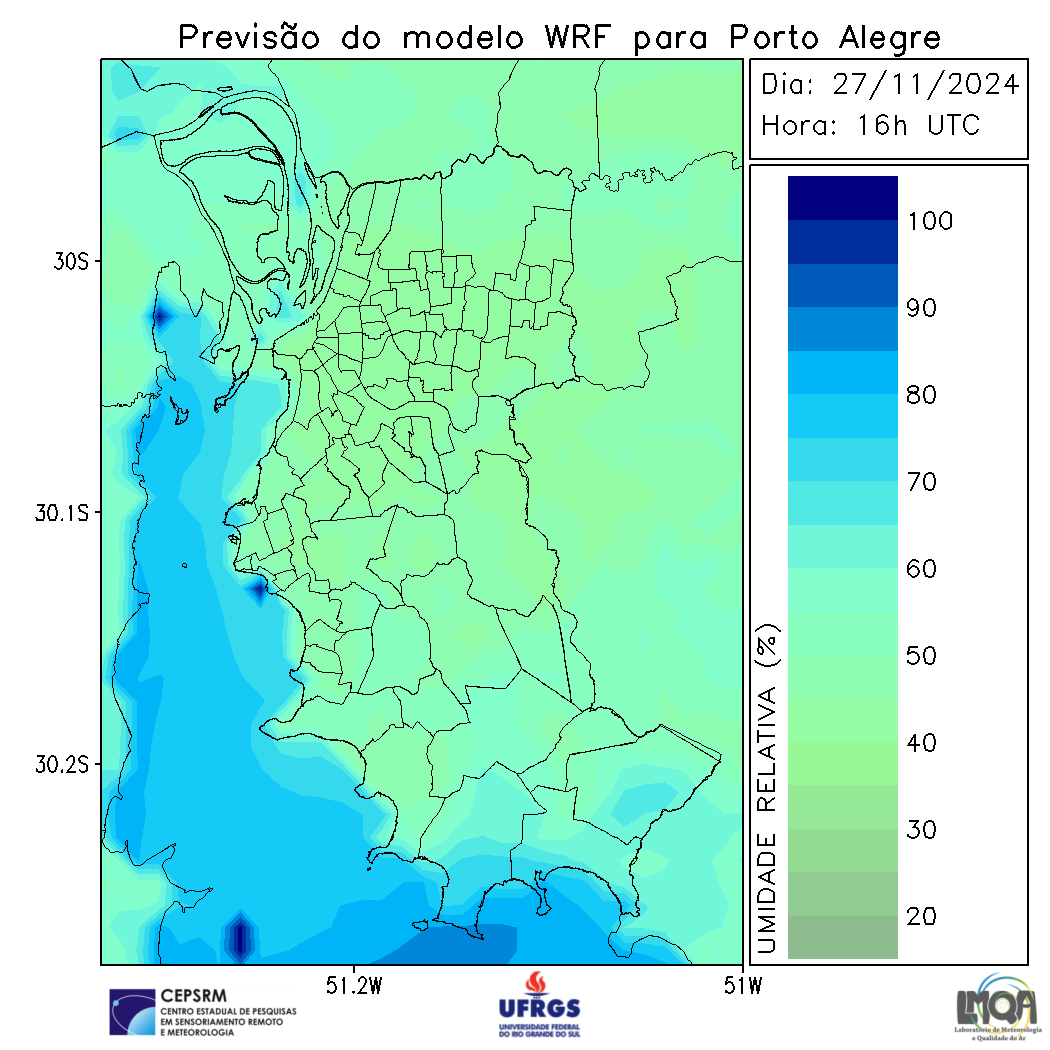 Previsão do modelo WRF para Porto Alegre
Dia: 27/11/2024
Hora: 16h UTC
30S
30.1S
30.2S
51.2W
51W
UMIDADE RELATIVA (%)
100
90
80
70
60
50
40
30
20
CEPSRM
CENTRO ESTADUAL DE PESQUISAS
EM SENSORIAMENTO REMOTO
E METEOROLOGIA
UFRGS
UNIVERSIDADE FEDERAL
DO RIO GRANDE DO SUL
LMQA
Laboratório de Meteorologia
e Qualidade do Ar